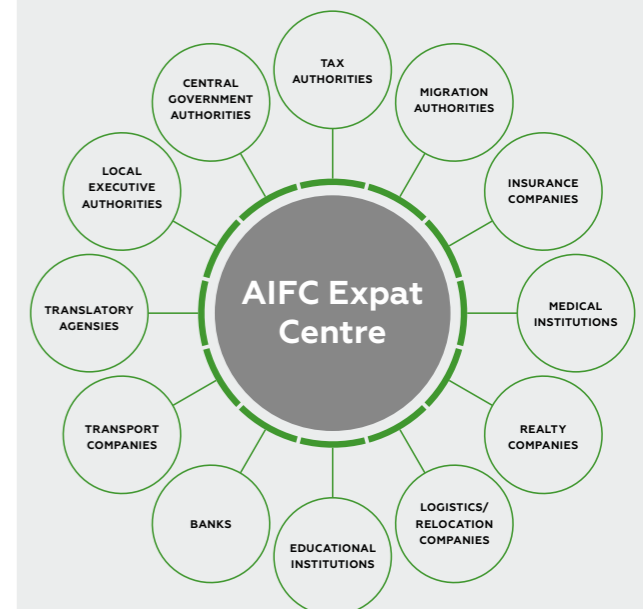 TAX
AUTHORITIES
CENTRAL
GOVERNMENT
AUTHORITIES
MIGRATION
AUTHORITIES
LOCAL
EXECUTIVE
AUTHORITIES
INSURANCE
COMPANIES
AIFC Expat
Centre
TRANSLATORY
AGENSIES
MEDICAL
INSTITUTIONS
TRANSPORT
COMPANIES
REALTY
COMPANIES
BANKS
LOGISTICS/
RELOCATION
COMPANIES
EDUCATIONAL
INSTITUTIONS